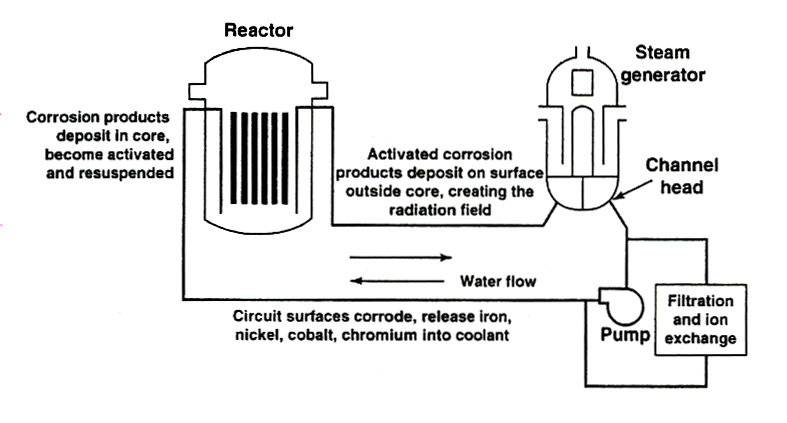 Reactor
Steam
generator
Corrosion products
deposit in core,
become activated
and resuspended
Activated corrosion
products deposit on surface
outside core, creating the
radiation field
Channel
head
Water flow
Filtration
and ion
exchange
Pump
Circuit surfaces corrode, release iron,
nickel, cobalt, chromium into coolant